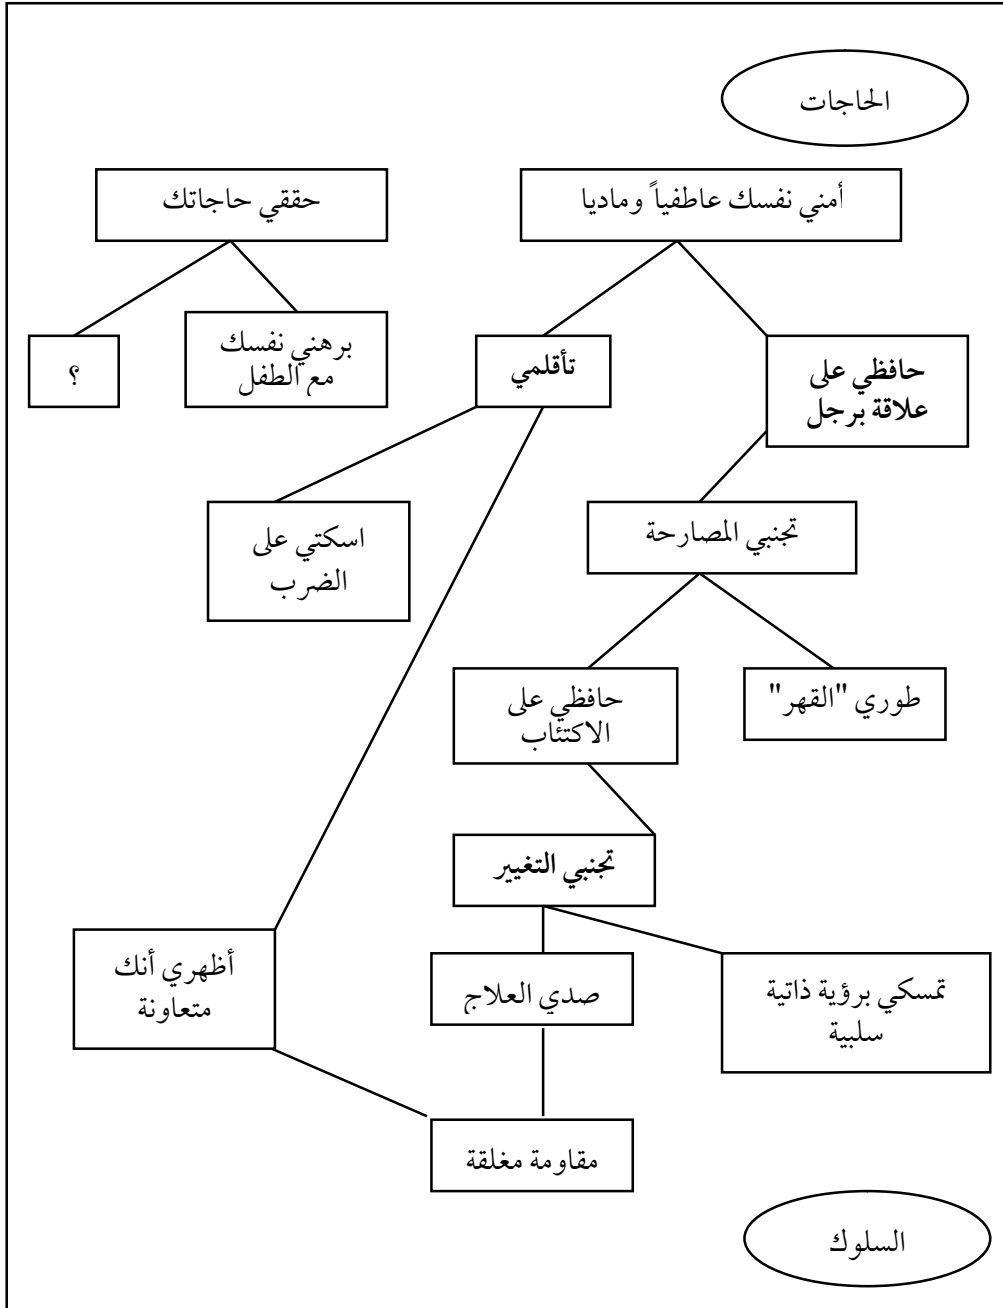 الحاجات
أمني نفسك عاطفياً وماديا
حققي حاجاتك
حافظي على
علاقة برجل
تأقلمي
برهني نفسك
مع الطفل
؟
تجنبي المصارحة
اسكتي على
الضرب
طوري "القهر"
حافظي على
الاكتئاب
تجنبي التغيير
تمسكي برؤية ذاتية
سلبية
صدي العلاج
أظهري أنك
متعاونة
مقاومة مغلقة
السلوك